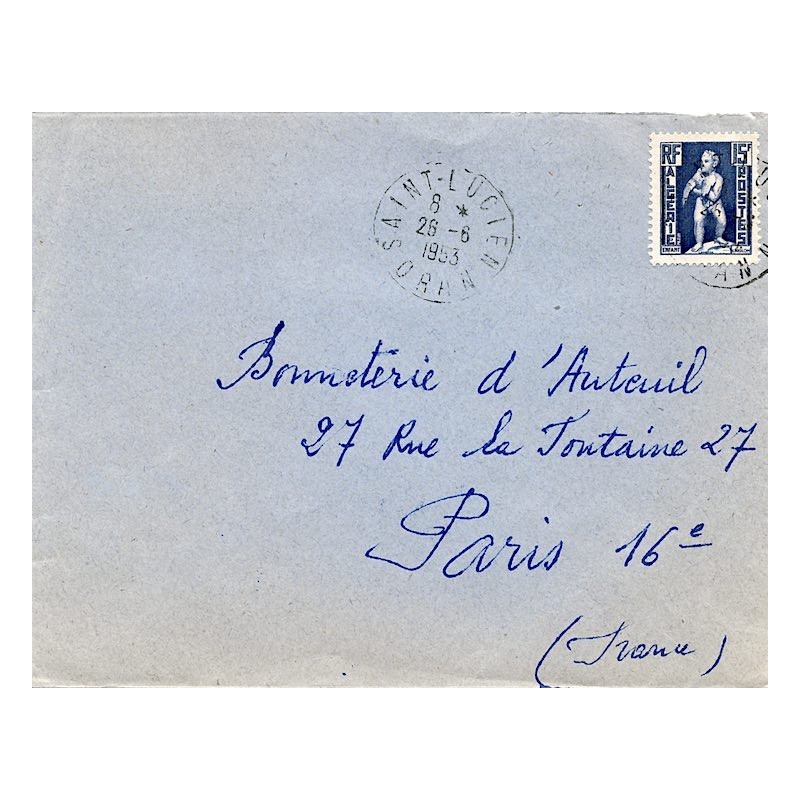 SAINT-LUCIEN
8 *
26 -6
1953
ORAN
RF 15F
ALGERIE POSTES
ENFANT
Bonneterie d'Auteuil
27 Rue la Fontaine 27
Paris 16e
(France)